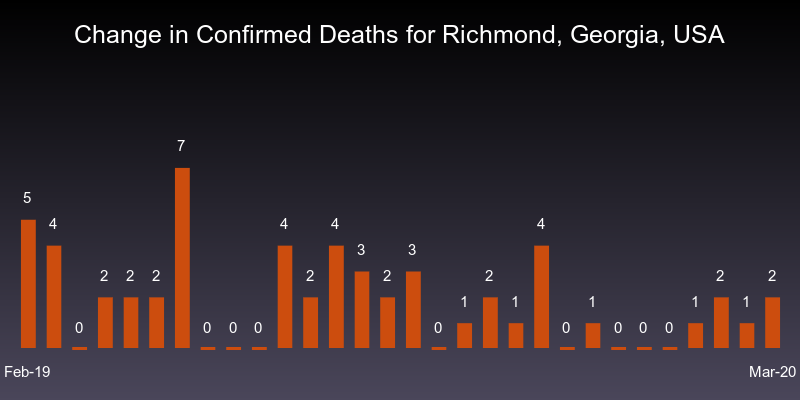 Change in Confirmed Deaths for Richmond, Georgia, USA
7
5
4 4 4 4
3 3
2 2 2 2 2 2 2 2
1 1 1 1 1
0 0 0 0 0 0 0 0 0
Feb-19 Mar-20